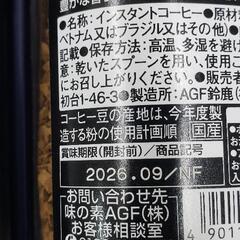 ●名称:インスタントコーヒー●原材
ベトナム又はブラジル又はその他)
記載●保存方法:高温、多湿を避け
意:乾いたスプーンを用い、使用
にお召し上がりください。
初台1-46-3●製造所:AGF鈴鹿(
コーヒー豆の産地は、今年度製
造する粉の使用計画順 国産
賞味期限(開封前)/商品記号
2026.09/NF
お問い合わせ先
味の素AGF(株)
お客様相談室
4 9011